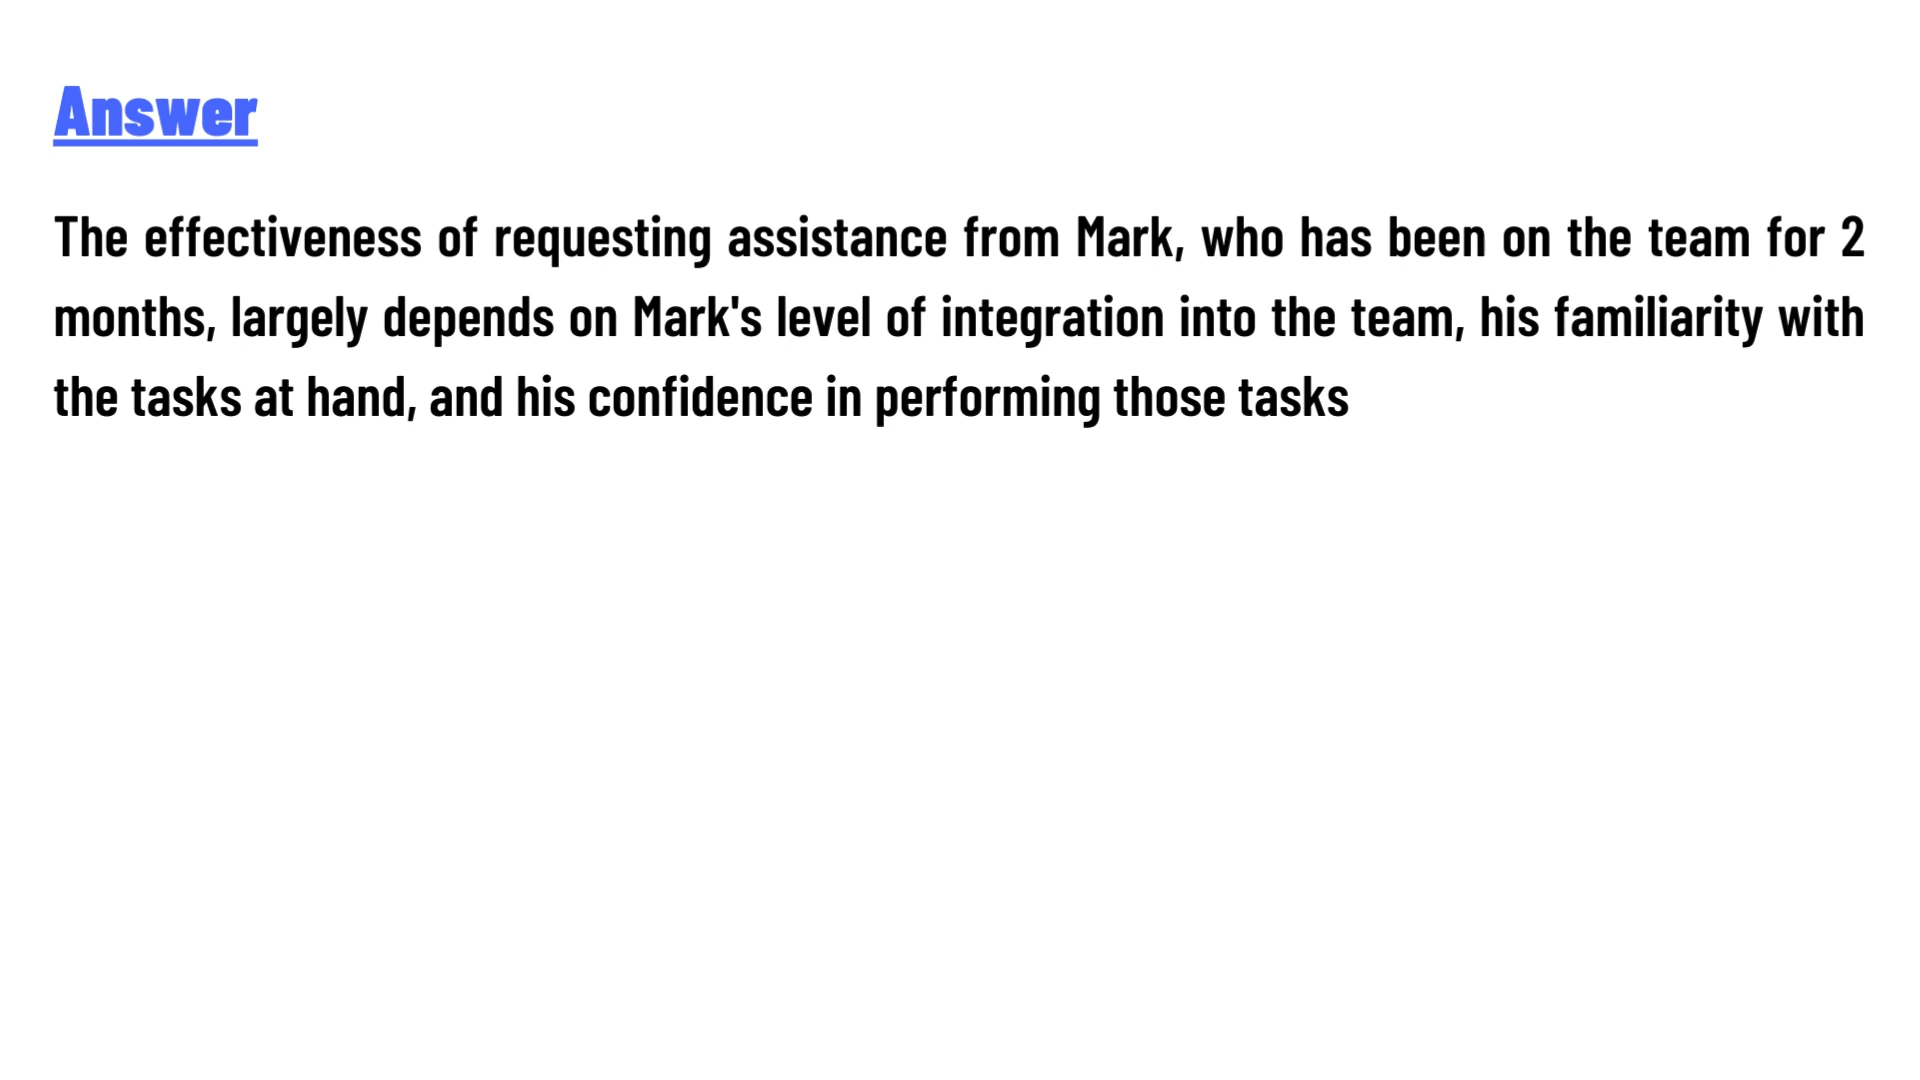 Answer
The effectiveness of requesting assistance from Mark, who has been on the team for 2
months, largely depends on Mark's level of integration into the team, his familiarity with
the tasks at hand, and his confidence in performing those tasks